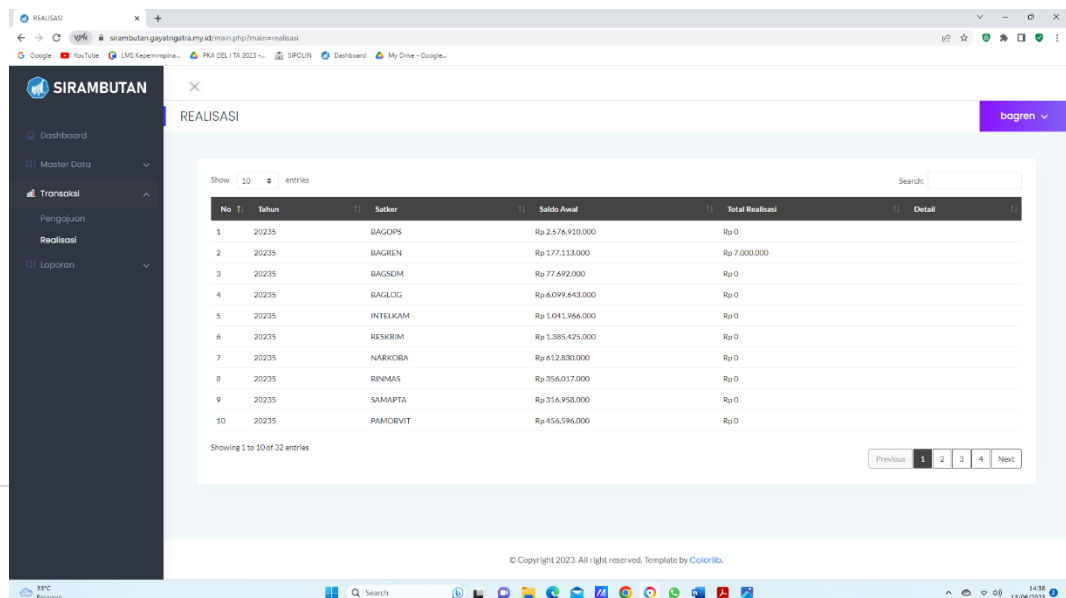 REALISASI
sirambutan.gayatrigatra.my.id/main.php?main=realisasi
Google YouTube LMS Kepemimpina... PKA GEL I TA 2023 -... SIPOLIN Dashboard My Drive - Google...
SIRAMBUTAN
REALISASI
bagren
Dashboard
Master Data
Transaksi
Pengajuan
Realisasi
Laporan
Show 10 entries
Search:
No Tahun Satker Saldo Awal Total Realisasi Detail
1 20235 BAGOPS Rp 2.576.910.000 Rp 0
2 20235 BAGREN Rp 177.113.000 Rp 7.000.000
3 20235 BAGSDM Rp 77.692.000 Rp 0
4 20235 BAGLOG Rp 6.099.643.000 Rp 0
5 20235 INTELKAM Rp 1.041.966.000 Rp 0
6 20235 RESKRIM Rp 1.385.425.000 Rp 0
7 20235 NARKOBA Rp 612.830.000 Rp 0
8 20235 BINMAS Rp 356.017.000 Rp 0
9 20235 SAMAPTA Rp 316.958.000 Rp 0
10 20235 PAMOBVIT Rp 456.596.000 Rp 0
Showing 1 to 10 of 32 entries
Previous 1 2 3 4 Next
© Copyright 2023. All right reserved. Template by Colorlib.
33°C
Search
14:38
13/06/2023